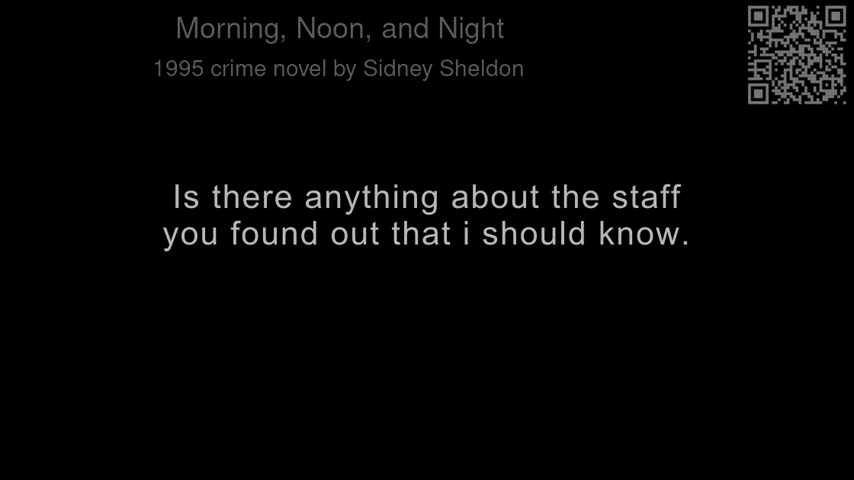 Morning, Noon, and Night
1995 crime novel by Sidney Sheldon
Is there anything about the staff
you found out that i should know.